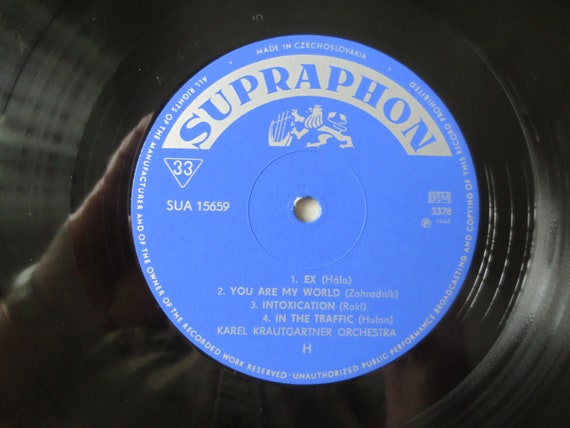 · MADE IN CZECHOSLOVAKIA ·
SUPRAPHON
33
SUA 15659
3378
1. EX (Hála)
2. YOU ARE MY WORLD (Zahradník)
3. INTOXICATION (Rokl)
4. IN THE TRAFFIC (Hulan)
KAREL KRAUTGARTNER ORCHESTRA
H
ALL RIGHTS OF THE MANUFACTURER AND OF THE OWNER OF THE RECORDED WORK RESERVED - UNAUTHORIZED PUBLIC PERFORMANCE BROADCASTING AND COPYING OF THIS RECORD PROHIBITED